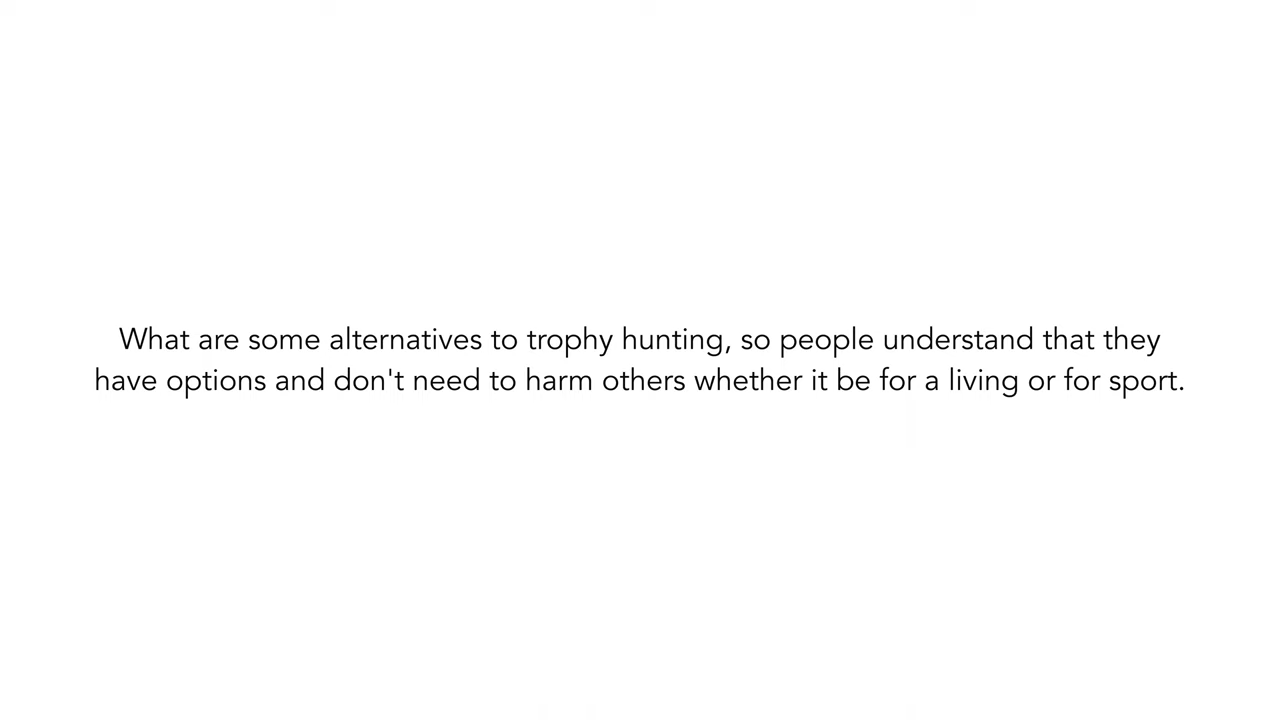 What are some alternatives to trophy hunting, so people understand that they
have options and don't need to harm others whether it be for a living or for sport.